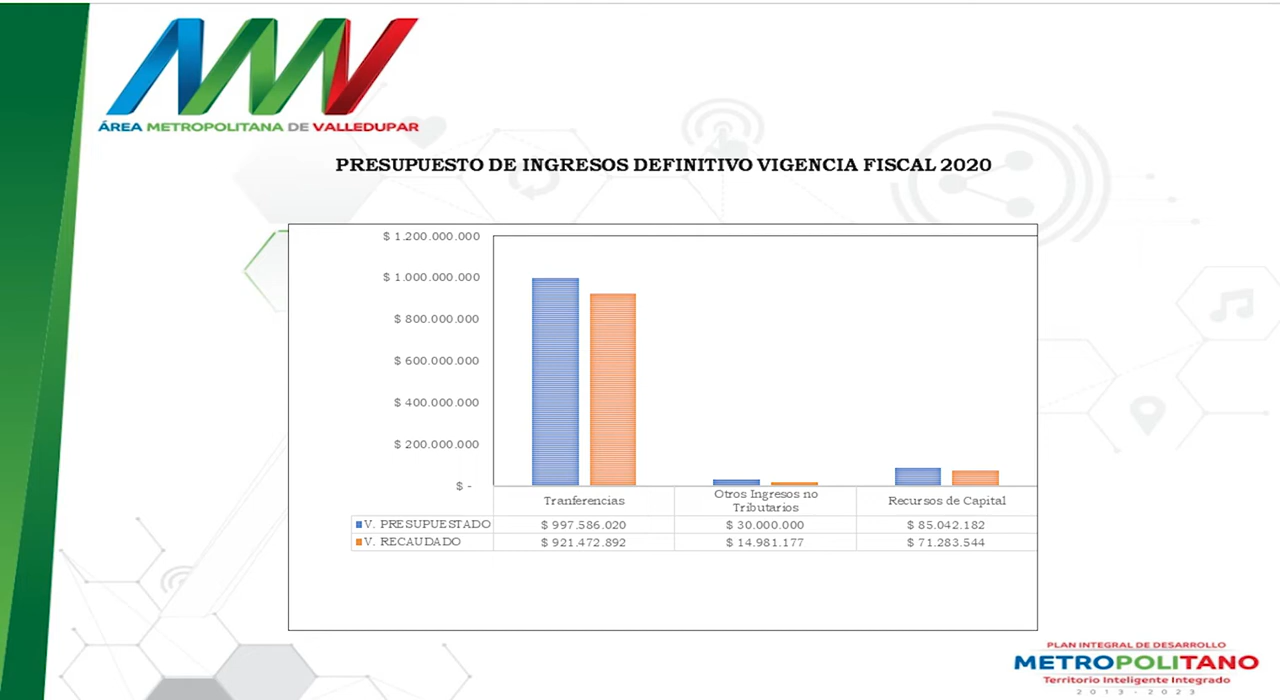 ÁREA METROPOLITANA DE VALLEDUPAR
PRESUPUESTO DE INGRESOS DEFINITIVO VIGENCIA FISCAL 2020
$ 1.200.000.000
$ 1.000.000.000
$ 800.000.000
$ 600.000.000
$ 400.000.000
$ 200.000.000
$ -
Tranferencias
Otros Ingresos no
Tributarios
Recursos de Capital
V. PRESUPUESTADO $ 997.586.020 $ 30.000.000 $ 85.042.182
V. RECAUDADO $ 921.472.892 $ 14.981.177 $ 71.283.544
PLAN INTEGRAL DE DESARROLLO
METROPOLITANO
Territorio Inteligente Integrado
2013-2023